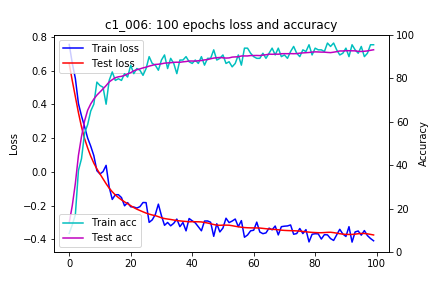 c1_006: 100 epochs loss and accuracy
0.8
0.6
0.4
0.2
0.0
−0.2
−0.4
Loss
Train loss
Test loss
Train acc
Test acc
100
80
60
40
20
0
Accuracy
0 20 40 60 80 100